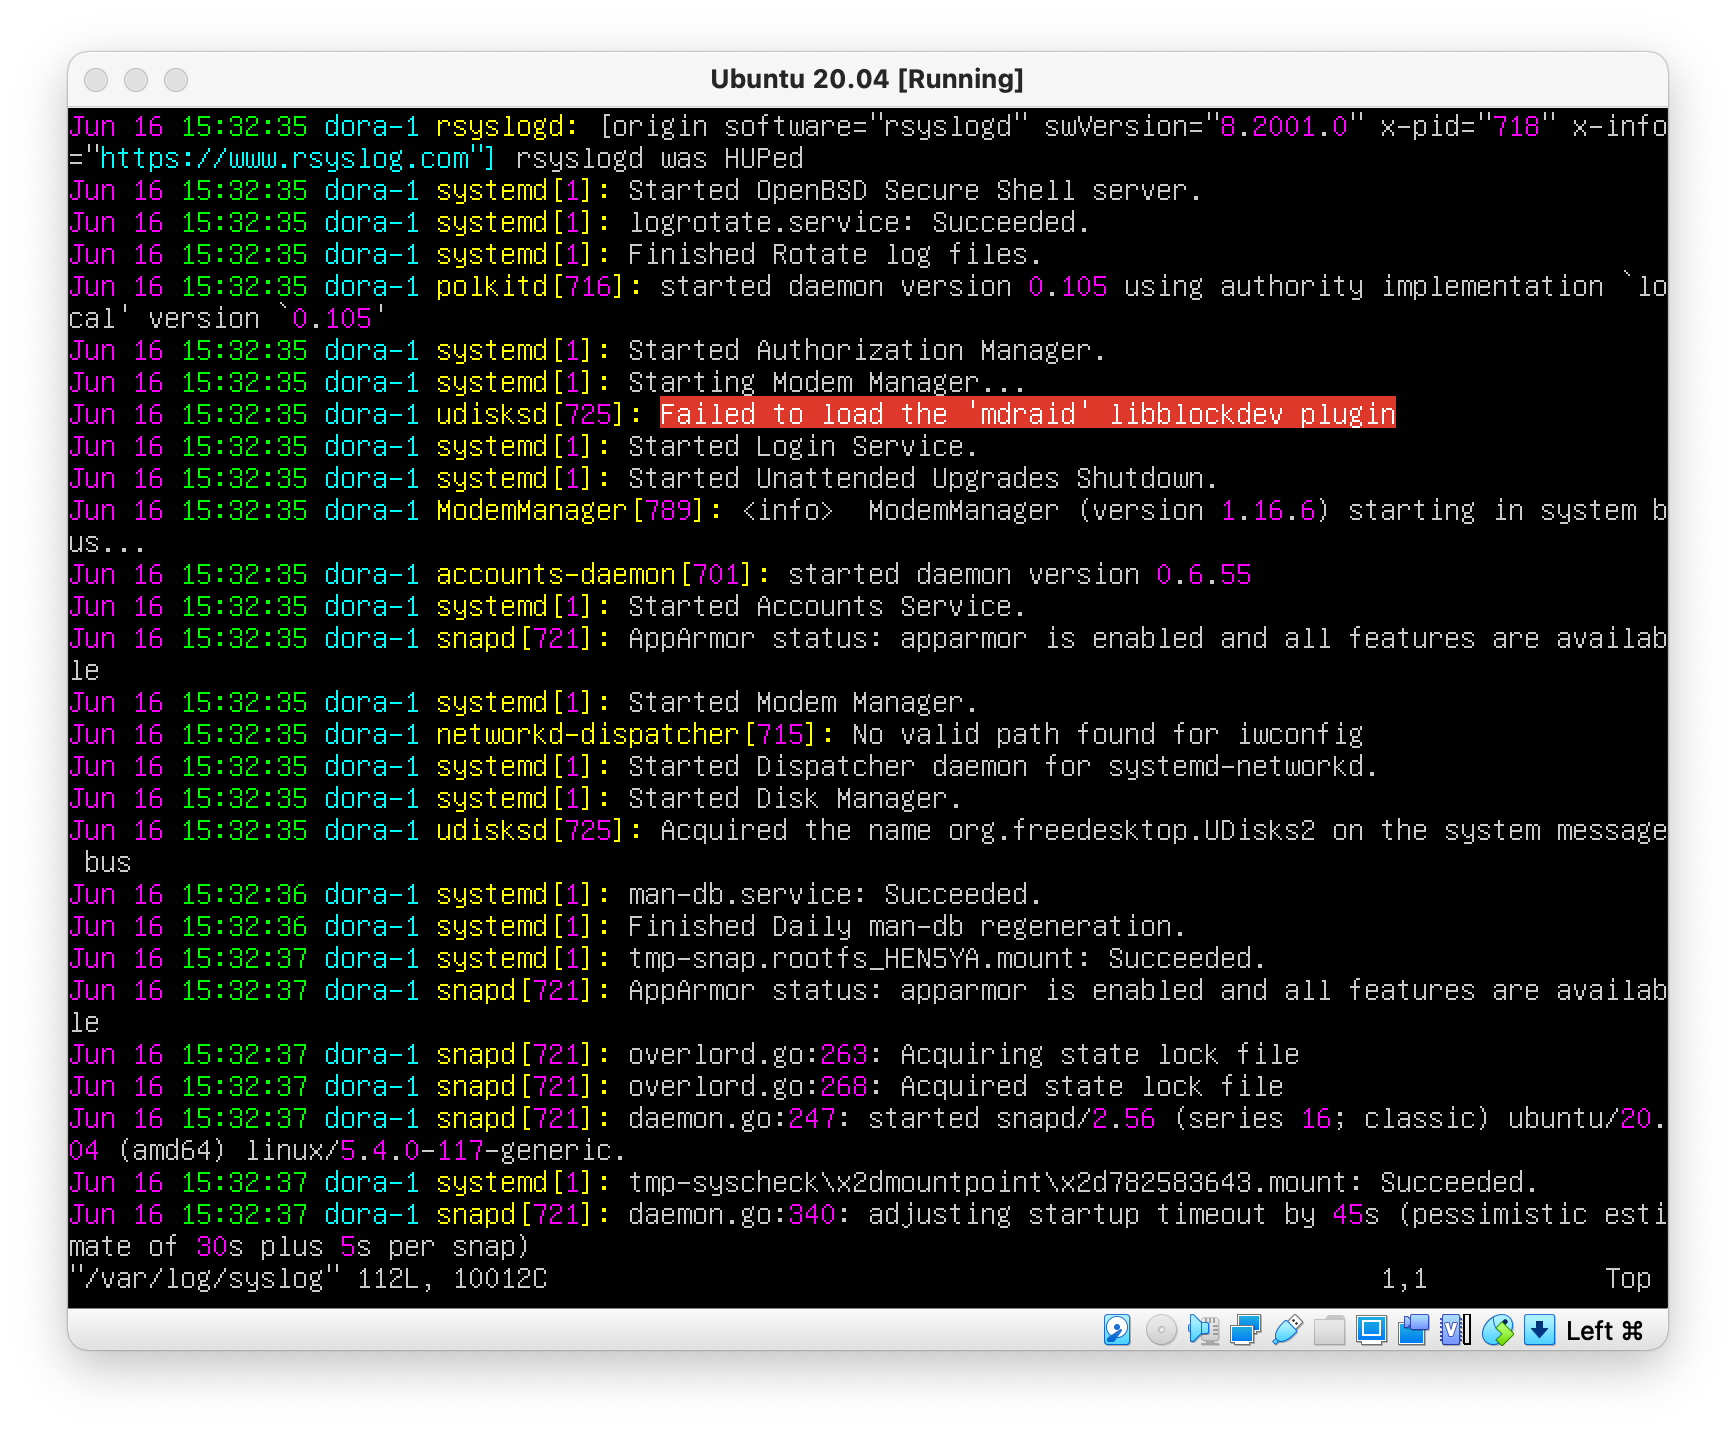 Ubuntu 20.04 [Running]
Jun 16 15:32:35 dora-1 rsyslogd: [origin software="rsyslogd" swVersion="8.2001.0" x-pid="718" x-info
="https://www.rsyslog.com"] rsyslogd was HUPed
Jun 16 15:32:35 dora-1 systemd[1]: Started OpenBSD Secure Shell server.
Jun 16 15:32:35 dora-1 systemd[1]: logrotate.service: Succeeded.
Jun 16 15:32:35 dora-1 systemd[1]: Finished Rotate log files.
Jun 16 15:32:35 dora-1 polkitd[716]: started daemon version 0.105 using authority implementation `lo
cal' version `0.105'
Jun 16 15:32:35 dora-1 systemd[1]: Started Authorization Manager.
Jun 16 15:32:35 dora-1 systemd[1]: Starting Modem Manager...
Jun 16 15:32:35 dora-1 udisksd[725]: Failed to load the 'mdraid' libblockdev plugin
Jun 16 15:32:35 dora-1 systemd[1]: Started Login Service.
Jun 16 15:32:35 dora-1 systemd[1]: Started Unattended Upgrades Shutdown.
Jun 16 15:32:35 dora-1 ModemManager[789]: <info>  ModemManager (version 1.16.6) starting in system b
us...
Jun 16 15:32:35 dora-1 accounts-daemon[701]: started daemon version 0.6.55
Jun 16 15:32:35 dora-1 systemd[1]: Started Accounts Service.
Jun 16 15:32:35 dora-1 snapd[721]: AppArmor status: apparmor is enabled and all features are availab
le
Jun 16 15:32:35 dora-1 systemd[1]: Started Modem Manager.
Jun 16 15:32:35 dora-1 networkd-dispatcher[715]: No valid path found for iwconfig
Jun 16 15:32:35 dora-1 systemd[1]: Started Dispatcher daemon for systemd-networkd.
Jun 16 15:32:35 dora-1 systemd[1]: Started Disk Manager.
Jun 16 15:32:35 dora-1 udisksd[725]: Acquired the name org.freedesktop.UDisks2 on the system message
 bus
Jun 16 15:32:36 dora-1 systemd[1]: man-db.service: Succeeded.
Jun 16 15:32:36 dora-1 systemd[1]: Finished Daily man-db regeneration.
Jun 16 15:32:37 dora-1 systemd[1]: tmp-snap.rootfs_HEN5YA.mount: Succeeded.
Jun 16 15:32:37 dora-1 snapd[721]: AppArmor status: apparmor is enabled and all features are availab
le
Jun 16 15:32:37 dora-1 snapd[721]: overlord.go:263: Acquiring state lock file
Jun 16 15:32:37 dora-1 snapd[721]: overlord.go:268: Acquired state lock file
Jun 16 15:32:37 dora-1 snapd[721]: daemon.go:247: started snapd/2.56 (series 16; classic) ubuntu/20.
04 (amd64) linux/5.4.0-117-generic.
Jun 16 15:32:37 dora-1 systemd[1]: tmp-syscheck\x2dmountpoint\x2d782583643.mount: Succeeded.
Jun 16 15:32:37 dora-1 snapd[721]: daemon.go:340: adjusting startup timeout by 45s (pessimistic esti
mate of 30s plus 5s per snap)
"/var/log/syslog" 112L, 10012C 1,1 Top
Left ⌘